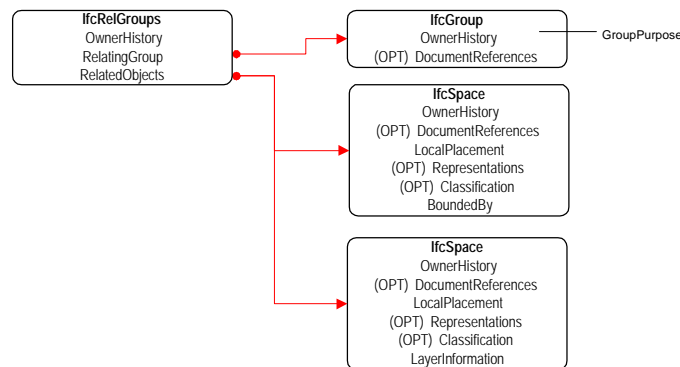 IfcRelGroups
OwnerHistory
RelatingGroup
RelatedObjects
IfcGroup
OwnerHistory
(OPT) DocumentReferences
GroupPurpose
IfcSpace
OwnerHistory
(OPT) DocumentReferences
LocalPlacement
(OPT) Representations
(OPT) Classification
BoundedBy
IfcSpace
OwnerHistory
(OPT) DocumentReferences
LocalPlacement
(OPT) Representations
(OPT) Classification
LayerInformation